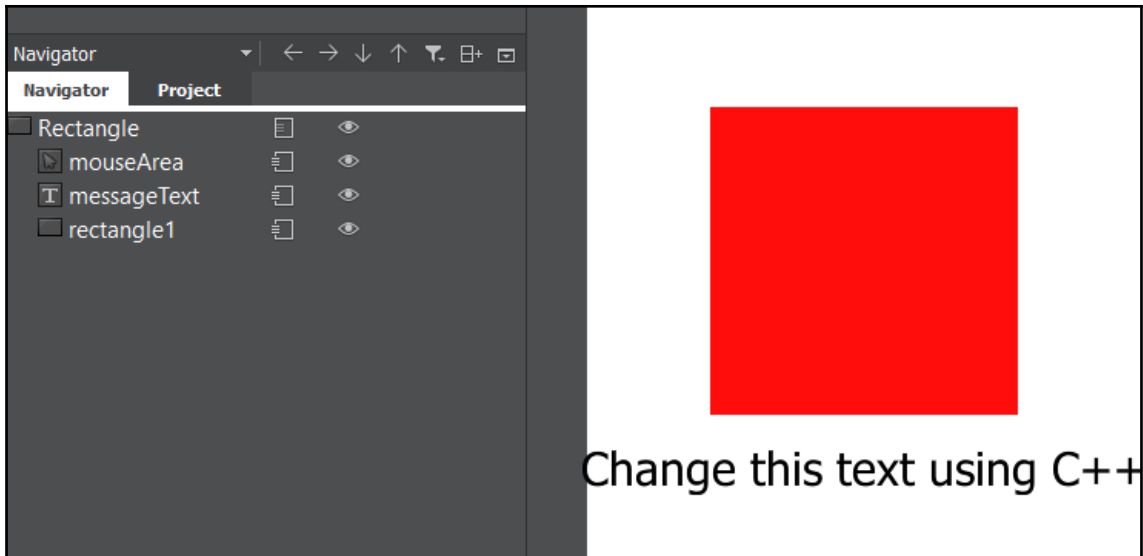 Navigator
Navigator Project
Rectangle
mouseArea
T messageText
rectangle1
Change this text using C++